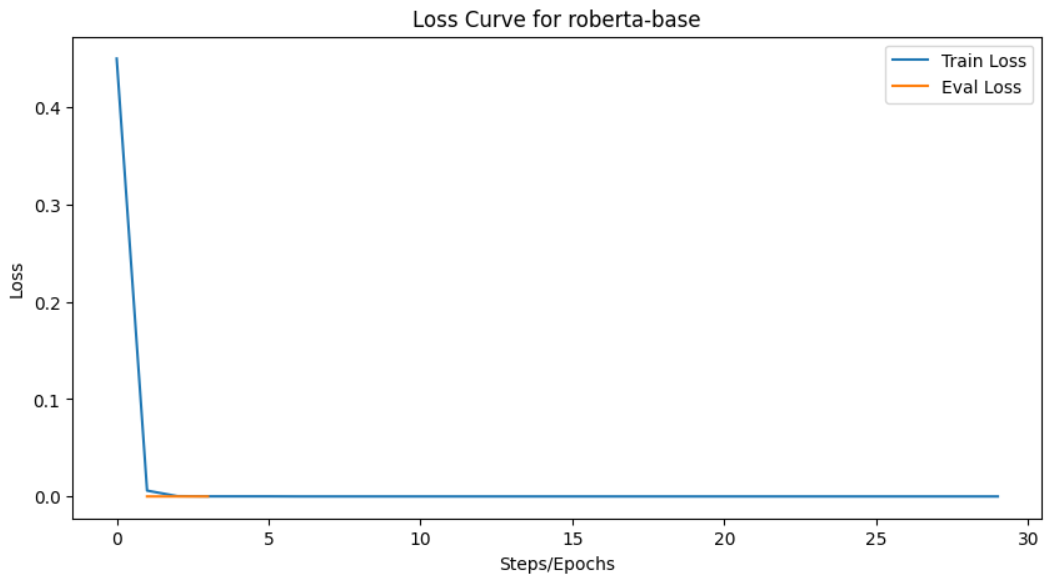 Loss Curve for roberta-base
Train Loss
Eval Loss
0.4
0.3
0.2
0.1
0.0
Loss
0 5 10 15 20 25 30
Steps/Epochs